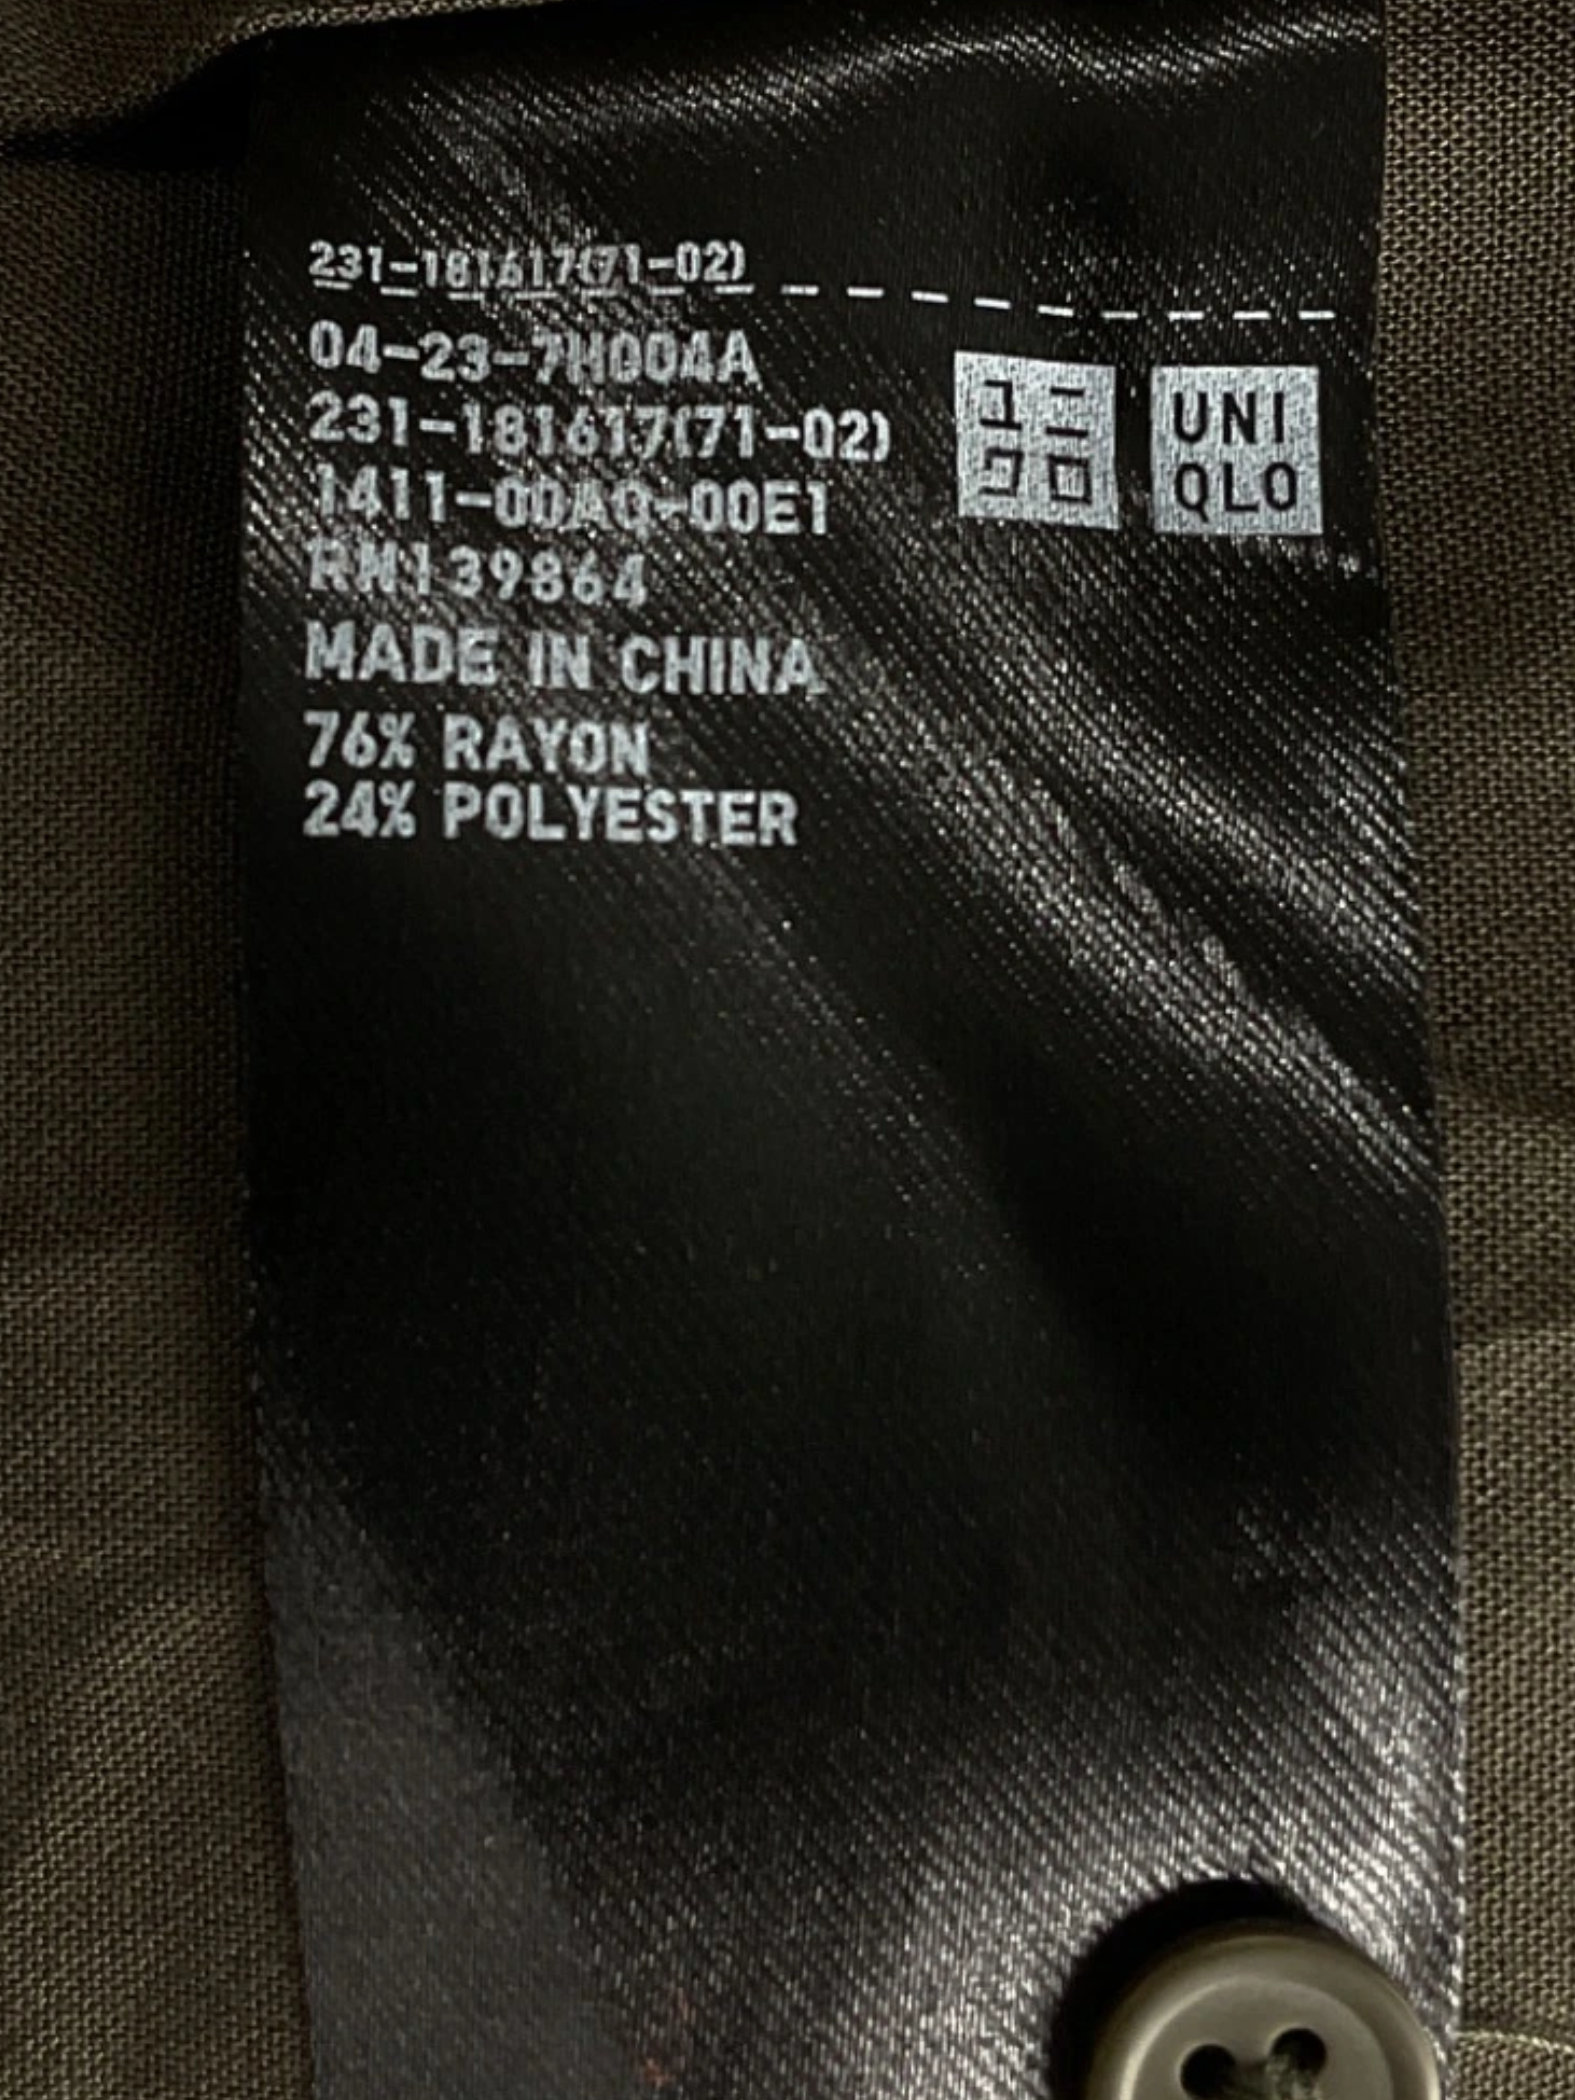 231-181617(71-02)
04-23-7H004A
231-181617(71-02)
1411-00AQ-00E1
RN139864
MADE IN CHINA
76% RAYON
24% POLYESTER
ユニ
クロ
UNI
QLO